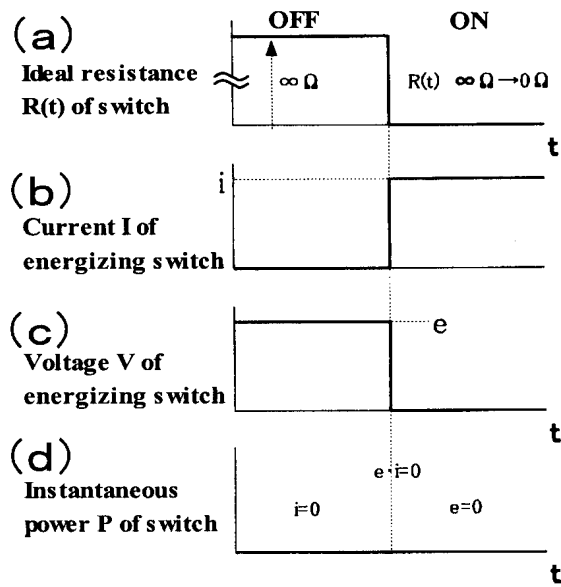 OFF ON
(a)
Ideal resistance
R(t) of switch
∞ Ω
R(t) ∞ Ω → 0 Ω
t
(b)
i
Current I of
energizing switch
(c)
e
Voltage V of
energizing switch
t
(d)
e・i=0
Instantaneous
power P of switch
i=0
e=0
t